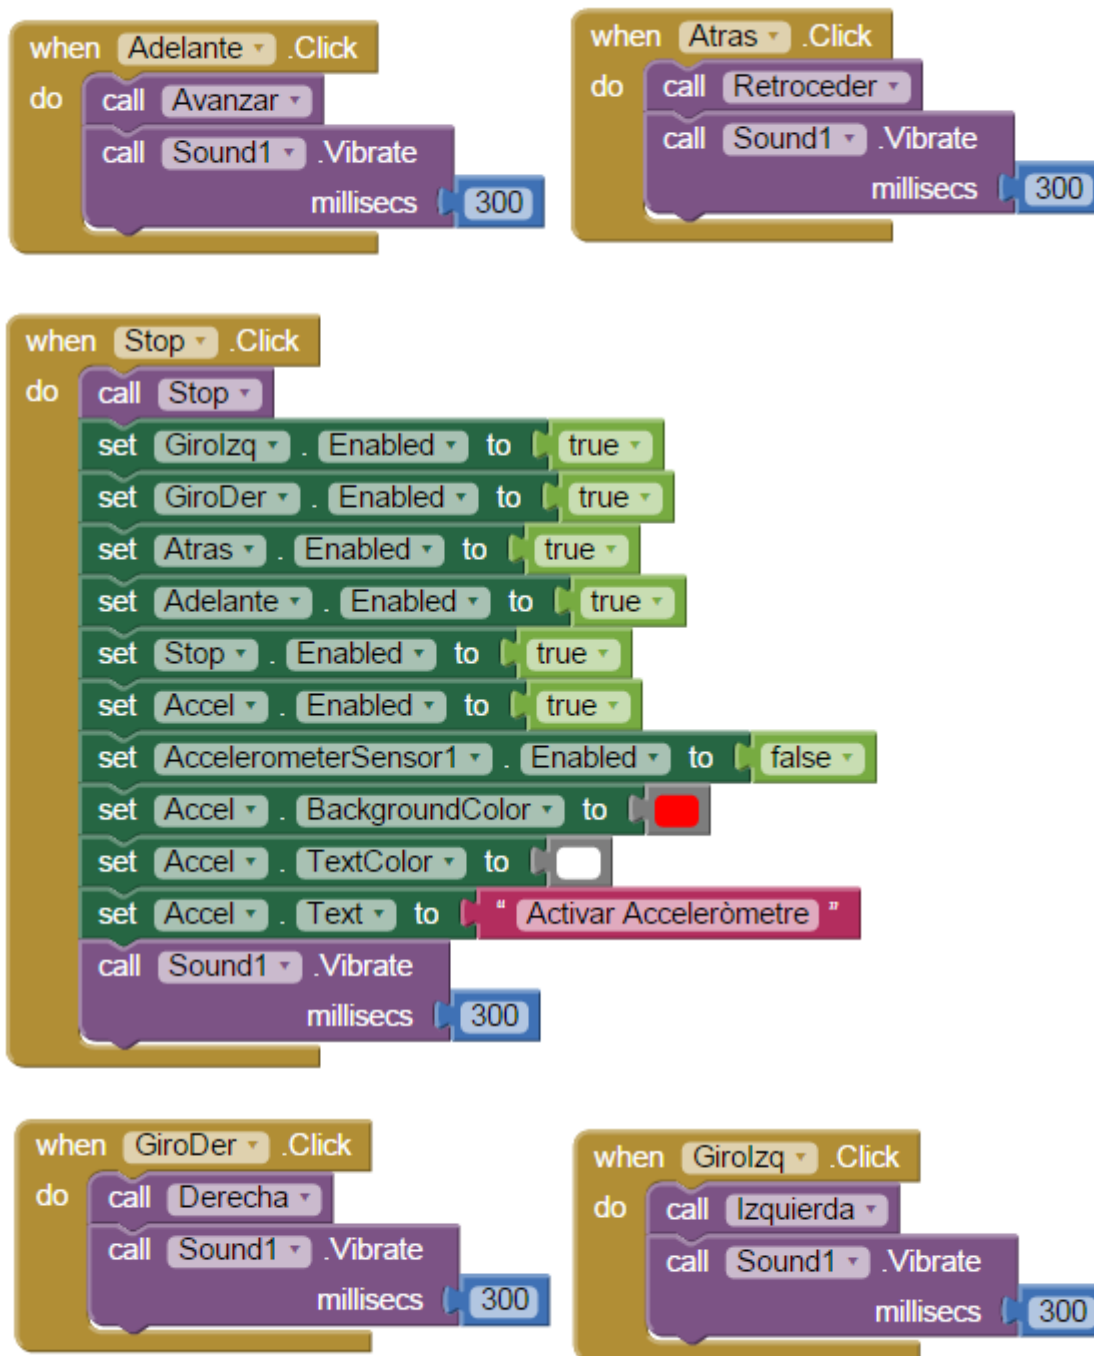 when Adelante .Click
do call Avanzar
call Sound1 .Vibrate
millisecs 300
when Atras .Click
do call Retroceder
call Sound1 .Vibrate
millisecs 300
when Stop .Click
do call Stop
set GiroIzq . Enabled to true
set GiroDer . Enabled to true
set Atras . Enabled to true
set Adelante . Enabled to true
set Stop . Enabled to true
set Accel . Enabled to true
set AccelerometerSensor1 . Enabled to false
set Accel . BackgroundColor to
set Accel . TextColor to
set Accel . Text to " Activar Acceleròmetre "
call Sound1 .Vibrate
millisecs 300
when GiroDer .Click
do call Derecha
call Sound1 .Vibrate
millisecs 300
when GiroIzq .Click
do call Izquierda
call Sound1 .Vibrate
millisecs 300